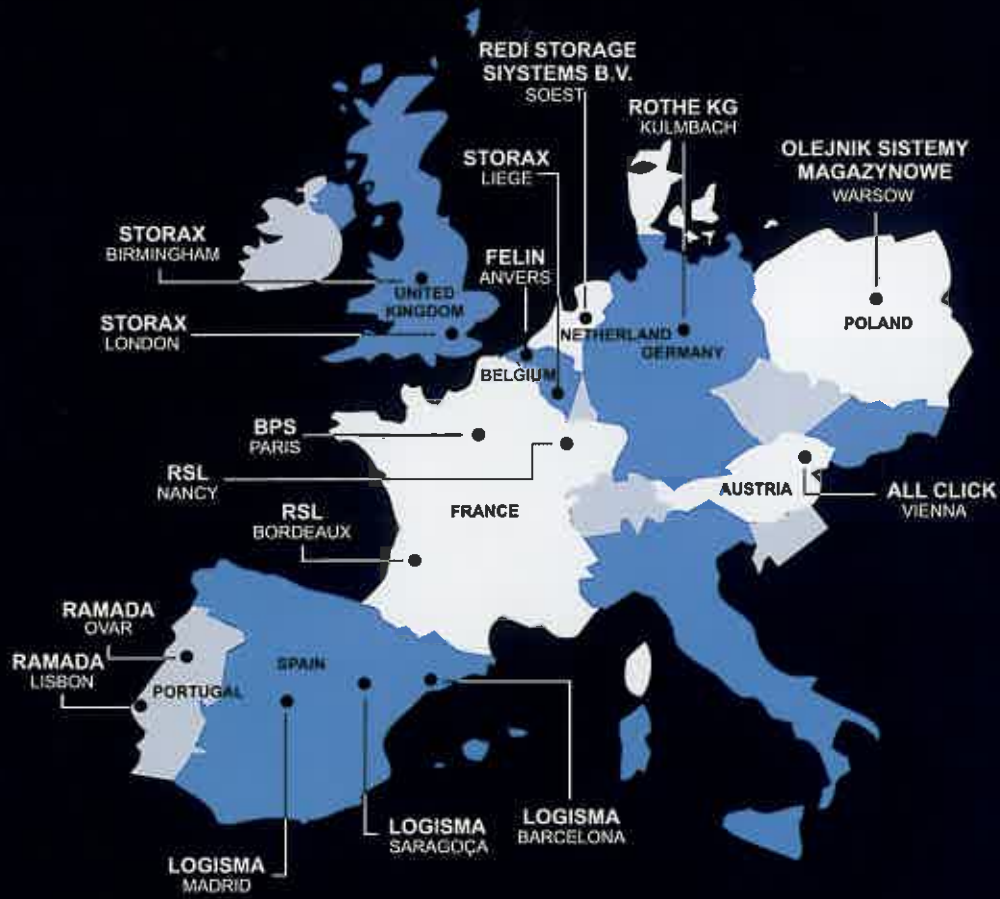 REDI STORAGE
SIYSTEMS B.V.
SOEST
ROTHE KG
KULMBACH
OLEJNIK SISTEMY
MAGAZYNOWE
WARSOW
STORAX
LIEGE
STORAX
BIRMINGHAM
FELIN
ANVERS
UNITED
KINGDOM
STORAX
LONDON
NETHERLAND
GERMANY
POLAND
BELGIUM
BPS
PARIS
RSL
NANCY
FRANCE
AUSTRIA
ALL CLICK
VIENNA
RSL
BORDEAUX
RAMADA
OVAR
RAMADA
LISBON
PORTUGAL
SPAIN
LOGISMA
SARAGOÇA
LOGISMA
BARCELONA
LOGISMA
MADRID